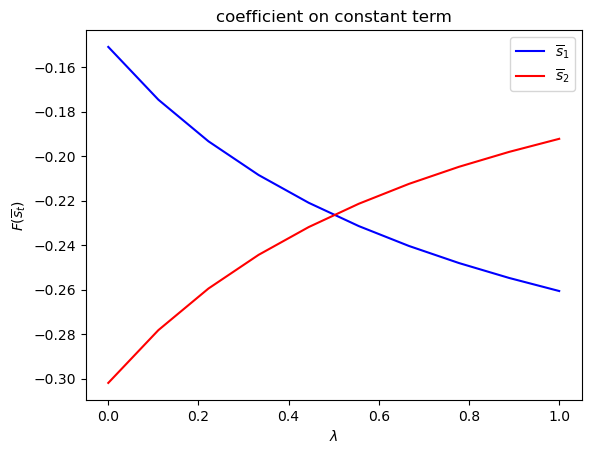 coefficient on constant term
s̅₁
s̅₂
−0.16
−0.18
−0.20
−0.22
−0.24
−0.26
−0.28
−0.30
F(s̅ₜ)
0.0 0.2 0.4 0.6 0.8 1.0
λ